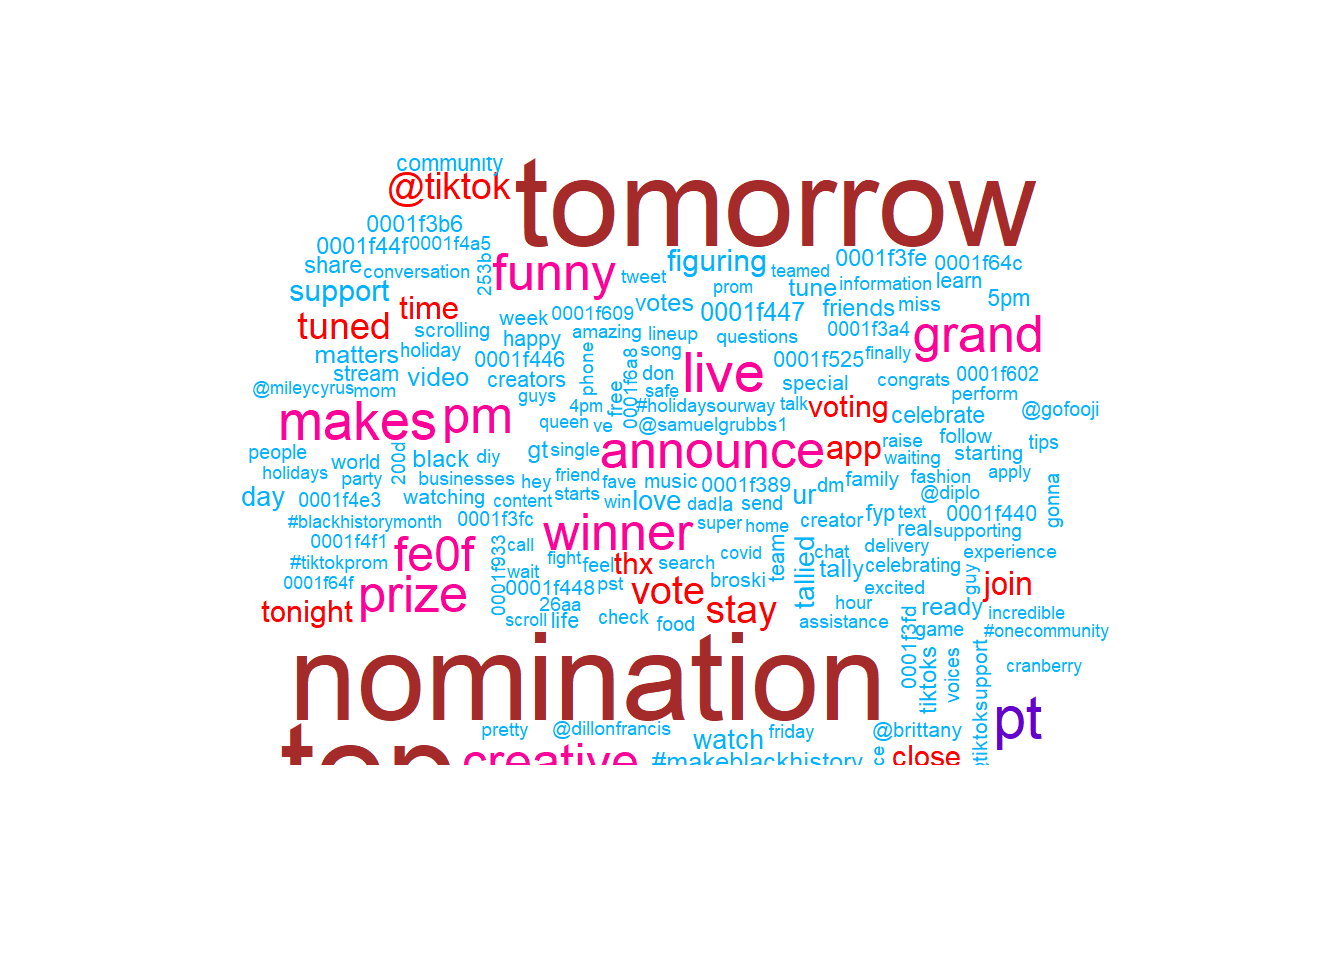 community
@tiktok tomorrow
0001f3b6
0001f44f 0001f4a5
share conversation 253b funny tweet figuring teamed 0001f3fe 0001f64c
support prom tune information learn
time week 0001f609 votes 0001f447 friends miss 5pm
tuned scrolling happy amazing lineup questions 0001f3a4 grand
matters holiday 0001f446 phone 0001f6a8 song live 0001f525 finally
stream video creators don special congrats 0001f602
@mileycyrus mom guys free safe perform
makes pm 4pm #holidaysourway talk voting celebrate @gofooji
queen ve @samuelgrubbs1
people 200d black diy gt single announce app raise follow starting tips
world waiting
holidays party businesses hey friend fave music 0001f389 dm family fashion apply
day 0001f4e3 watching content starts win love dad la send ur @diplo gonna
#blackhistorymonth 0001f3fc winner super home creator fyp text 0001f440
0001f4f1 fe0f 0001f933 call team tallied real supporting
#tiktokprom fight feel thx search covid chat delivery experience
0001f64f prize wait 0001f448 pst vote broski tally celebrating guy join
tonight 26aa stay hour excited ready incredible
scroll life check food assistance 0001f3fd game #onecommunity
nomination tiktoks voices @tiktoksupport cranberry
pt
top pretty @dillonfrancis watch friday @brittany
creative #makeblackhistory ce close